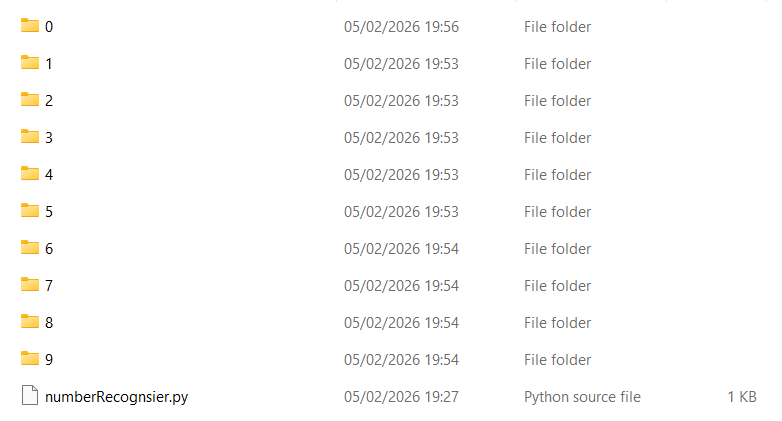 0 05/02/2026 19:56 File folder
1 05/02/2026 19:53 File folder
2 05/02/2026 19:53 File folder
3 05/02/2026 19:53 File folder
4 05/02/2026 19:53 File folder
5 05/02/2026 19:53 File folder
6 05/02/2026 19:54 File folder
7 05/02/2026 19:54 File folder
8 05/02/2026 19:54 File folder
9 05/02/2026 19:54 File folder
numberRecognsier.py 05/02/2026 19:27 Python source file 1 KB